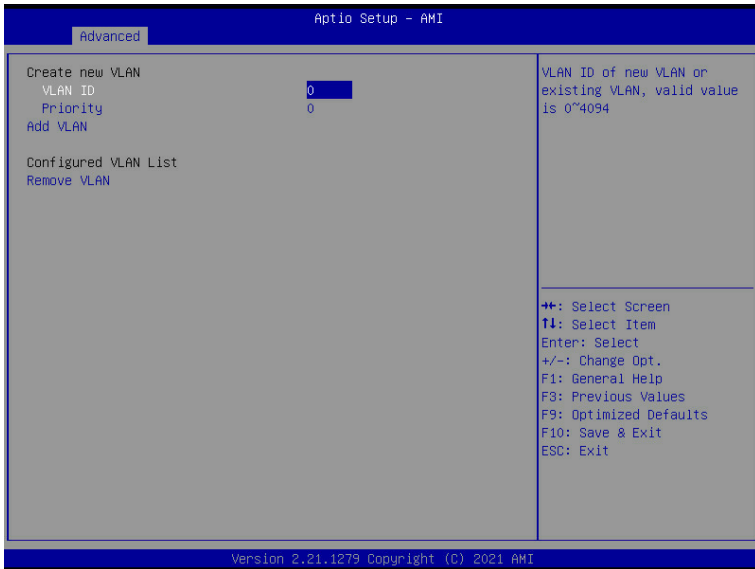 Aptio Setup – AMI
Advanced
Create new VLAN
VLAN ID 0
Priority 0
Add VLAN
Configured VLAN List
Remove VLAN
VLAN ID of new VLAN or
existing VLAN, valid value
is 0~4094
→←: Select Screen
↑↓: Select Item
Enter: Select
+/-: Change Opt.
F1: General Help
F3: Previous Values
F9: Optimized Defaults
F10: Save & Exit
ESC: Exit
Version 2.21.1279 Copyright (C) 2021 AMI